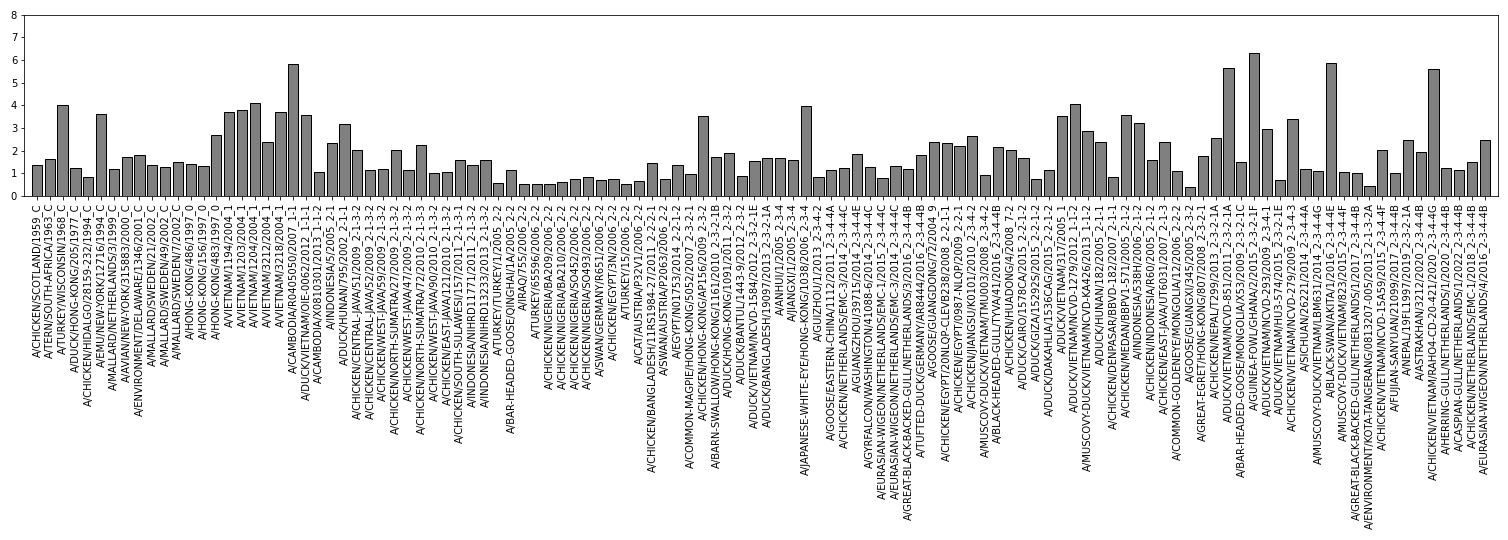 8
7
6
5
4
3
2
1
0
A/CHICKEN/SCOTLAND/1959_C
A/TERN/SOUTH-AFRICA/1963_C
A/TURKEY/WISCONSIN/1968_C
A/DUCK/HONG-KONG/205/1977_C
A/CHICKEN/HIDALGO/28159-232/1994_C
A/EMU/NEW-YORK/12716/1994_C
A/MALLARD/NETHERLANDS/3/1999_C
A/AVIAN/NEW-YORK/31588/2000_C
A/ENVIRONMENT/DELAWARE/1346/2001_C
A/MALLARD/SWEDEN/21/2002_C
A/MALLARD/SWEDEN/49/2002_C
A/MALLARD/SWEDEN/7/2002_C
A/HONG-KONG/486/1997_0
A/HONG-KONG/156/1997_0
A/HONG-KONG/483/1997_0
A/VIETNAM/1194/2004_1
A/VIETNAM/1203/2004_1
A/VIETNAM/1204/2004_1
A/VIETNAM/3212/2004_1
A/VIETNAM/3218/2004_1
A/CAMBODIA/R0405050/2007_1-1
A/DUCK/VIETNAM/OIE-0062/2012_1-1
A/CAMBODIA/X0810301/2013_1-1-2
A/INDONESIA/5/2005_2-1
A/DUCK/HUNAN/795/2002_2-1-1
A/CHICKEN/CENTRAL-JAVA/51/2009_2-1-3-2
A/CHICKEN/CENTRAL-JAVA/52/2009_2-1-3-2
A/CHICKEN/WEST-JAVA/59/2009_2-1-3-2
A/CHICKEN/NORTH-SUMATRA/27/2009_2-1-3-2
A/CHICKEN/WEST-JAVA/47/2009_2-1-3-2
A/CHICKEN/NORTH-SUMATRA/72/2010_2-1-3-3
A/CHICKEN/WEST-JAVA/90/2010_2-1-3-2
A/CHICKEN/EAST-JAVA/121/2010_2-1-3-2
A/CHICKEN/SOUTH-SULAWESI/157/2011_2-1-3-1
A/INDONESIA/NIHRD11771/2011_2-1-3-2
A/INDONESIA/NIHRD13233/2013_2-1-3-2
A/TURKEY/TURKEY/1/2005_2-2
A/BAR-HEADED-GOOSE/QINGHAI/1A/2005_2-2
A/IRAQ/755/2006_2-2
A/TURKEY/65596/2006_2-2
A/CHICKEN/NIGERIA/BA209/2006_2-2
A/CHICKEN/NIGERIA/BA210/2006_2-2
A/CHICKEN/NIGERIA/SO452/2006_2-2
A/CHICKEN/NIGERIA/SO493/2006_2-2
A/SWAN/GERMANY/R651/2006_2-2
A/CHICKEN/EGYPT/3N/2006_2-2
A/TURKEY/15/2006_2-2
A/CAT/AUSTRIA/P32V1/2006_2-2
A/CHICKEN/BANGLADESH/11RS1984-27/2011_2-2-2-1
A/SWAN/AUSTRIA/P2063/2006_2-2
A/EGYPT/N01753/2014_2-2-1-2
A/COMMON-MAGPIE/HONG-KONG/5052/2007_2-3-2-1
A/CHICKEN/HONG-KONG/AP156/2009_2-3-2
A/BARN-SWALLOW/HONG-KONG/1161/2010_2-3-2-1B
A/DUCK/HONG-KONG/1091/2011_2-3-2
A/DUCK/BANTUL/1443-9/2012_2-3-2
A/DUCK/VIETNAM/NCVD-1584/2012_2-3-2-1E
A/DUCK/BANGLADESH/19097/2013_2-3-2-1A
A/ANHUI/1/2005_2-3-4
A/JIANGXI/1/2005_2-3-4
A/JAPANESE-WHITE-EYE/HONG-KONG/1038/2006_2-3-4
A/GUIZHOU/1/2013_2-3-4-2
A/GOOSE/EASTERN-CHINA/1112/2011_2-3-4-4A
A/CHICKEN/NETHERLANDS/EMC-3/2014_2-3-4-4C
A/GUANGZHOU/39715/2014_2-3-4-4E
A/GYRFALCON/WASHINGTON/41088-6/2014_2-3-4-4C
A/EURASIAN-WIGEON/NETHERLANDS/EMC-1/2015_2-3-4-4C
A/EURASIAN-WIGEON/NETHERLANDS/EMC-3/2014_2-3-4-4C
A/GREAT-BLACK-BACKED-GULL/NETHERLANDS/3/2016_2-3-4-4B
A/TUFTED-DUCK/GERMANY/AR8444/2016_2-3-4-4B
A/GOOSE/GUANGDONG/72/2004_9
A/CHICKEN/EGYPT/20NLQP-CLEVB238/2008_2-2-1-1
A/CHICKEN/EGYPT/0987-NLQP/2009_2-2-1
A/CHICKEN/JIANGSU/K0101/2010_2-3-4-2
A/MUSCOVY-DUCK/VIETNAM/TMU003/2008_2-3-4-2
A/BLACK-HEADED-GULL/TYVA/41/2016_2-3-4-4B
A/CHICKEN/HUADONG/4/2008_7-2
A/DUCK/GIZA/15789A/2015_2-2-1-2
A/DUCK/GIZA/15292S/2015_2-2-1-2
A/DUCK/DAKAHLIA/1536CAG/2015_2-2-1-2
A/DUCK/VIETNAM/317/2005_1
A/DUCK/VIETNAM/NCVD-1279/2012_1-1-2
A/MUSCOVY-DUCK/VIETNAM/NCVD-KA426/2013_1-1-2
A/DUCK/HUNAN/182/2005_2-1-1
A/CHICKEN/DENPASAR/BBVD-182/2007_2-1-1
A/CHICKEN/MEDAN/BBPV1-571/2005_2-1-2
A/INDONESIA/538H/2006_2-1-2
A/CHICKEN/INDONESIA/R60/2005_2-1-3
A/CHICKEN/EAST-JAVA/UT6031/2007_2-1-3
A/COMMON-GOLDENEYE/MONGOLIA/12/2006_2-2
A/GOOSE/GUANGXI/345/2005_2-3-2
A/GREAT-EGRET/HONG-KONG/807/2008_2-3-2-1
A/CHICKEN/NEPAL/T299/2013_2-3-2-1A
A/DUCK/VIETNAM/NCVD-851/2011_2-3-2-1A
A/BAR-HEADED-GOOSE/MONGOLIA/X53/2009_2-3-2-1C
A/GUINEA-FOWL/GHANA/2/2015_2-3-2-1F
A/DUCK/VIETNAM/NCVD-293/2009_2-3-4-1
A/DUCK/VIETNAM/HU3-574/2015_2-3-2-1E
A/CHICKEN/VIETNAM/NCVD-279/2009_2-3-4-3
A/SICHUAN/26221/2014_2-3-4-4A
A/MUSCOVY-DUCK/VIETNAM/LBM631/2014_2-3-4-4G
A/BLACK-SWAN/AKITA/1/2016_2-3-4-4E
A/MUSCOVY-DUCK/VIETNAM/823/2015_2-3-4-4F
A/GREAT-BLACK-BACKED-GULL/NETHERLANDS/1/2017_2-3-4-4B
A/ENVIRONMENT/KOTA-TANGERANG/0813207-005/2013_2-1-3-2A
A/CHICKEN/VIETNAM/NCVD-15A59/2015_2-3-4-4F
A/FUJIAN-SANYUAN/21099/2017_2-3-4-4B
A/NEPAL/19FL1997/2019_2-3-2-1A
A/ASTRAKHAN/3212/2020_2-3-4-4B
A/CHICKEN/VIETNAM/RAHO4-CD-20-421/2020_2-3-4-4G
A/HERRING-GULL/NETHERLANDS/1/2020_2-3-4-4B
A/CASPIAN-GULL/NETHERLANDS/1/2022_2-3-4-4B
A/CHICKEN/NETHERLANDS/EMC-1/2018_2-3-4-4B
A/EURASIAN-WIGEON/NETHERLANDS/4/2016_2-3-4-4B